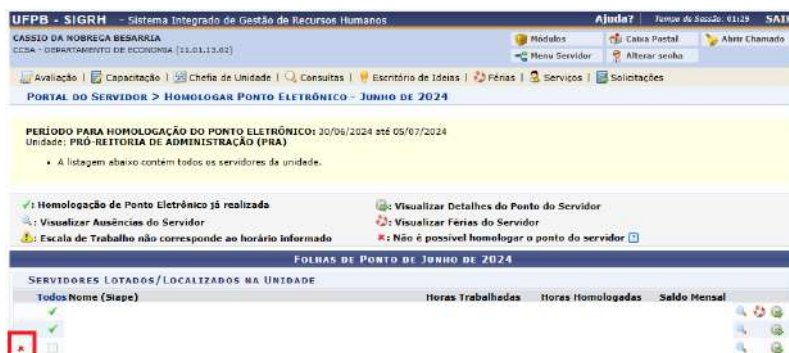 UFPB - SIGRH - Sistema Integrado de Gestão de Recursos Humanos Ajuda? Tempo de Sessão: 01:29 SAI
CASSIO DA NOBREGA BESARRIA
CCSA - DEPARTAMENTO DE ECONOMIA (11.01.13.02)
Módulos Caixa Postal Abrir Chamado
Menu Servidor Alterar senha
Avaliação | Capacitação | Chefia de Unidade | Consultas | Escritório de Ideias | Férias | Serviços | Solicitações
PORTAL DO SERVIDOR > HOMOLOGAR PONTO ELETRÔNICO - JUNHO DE 2024
PERÍODO PARA HOMOLOGAÇÃO DO PONTO ELETRÔNICO: 30/06/2024 até 05/07/2024
Unidade: PRÓ-REITORIA DE ADMINISTRAÇÃO (PRA)
• A listagem abaixo contém todos os servidores da unidade.
: Homologação de Ponto Eletrônico já realizada : Visualizar Detalhes do Ponto do Servidor
: Visualizar Ausências do Servidor : Visualizar Férias do Servidor
: Escala de Trabalho não corresponde ao horário informado : Não é possível homologar o ponto do servidor ?
FOLHAS DE PONTO DE JUNHO DE 2024
SERVIDORES LOTADOS/LOCALIZADOS NA UNIDADE
Todos Nome (Siape) Horas Trabalhadas Horas Homologadas Saldo Mensal